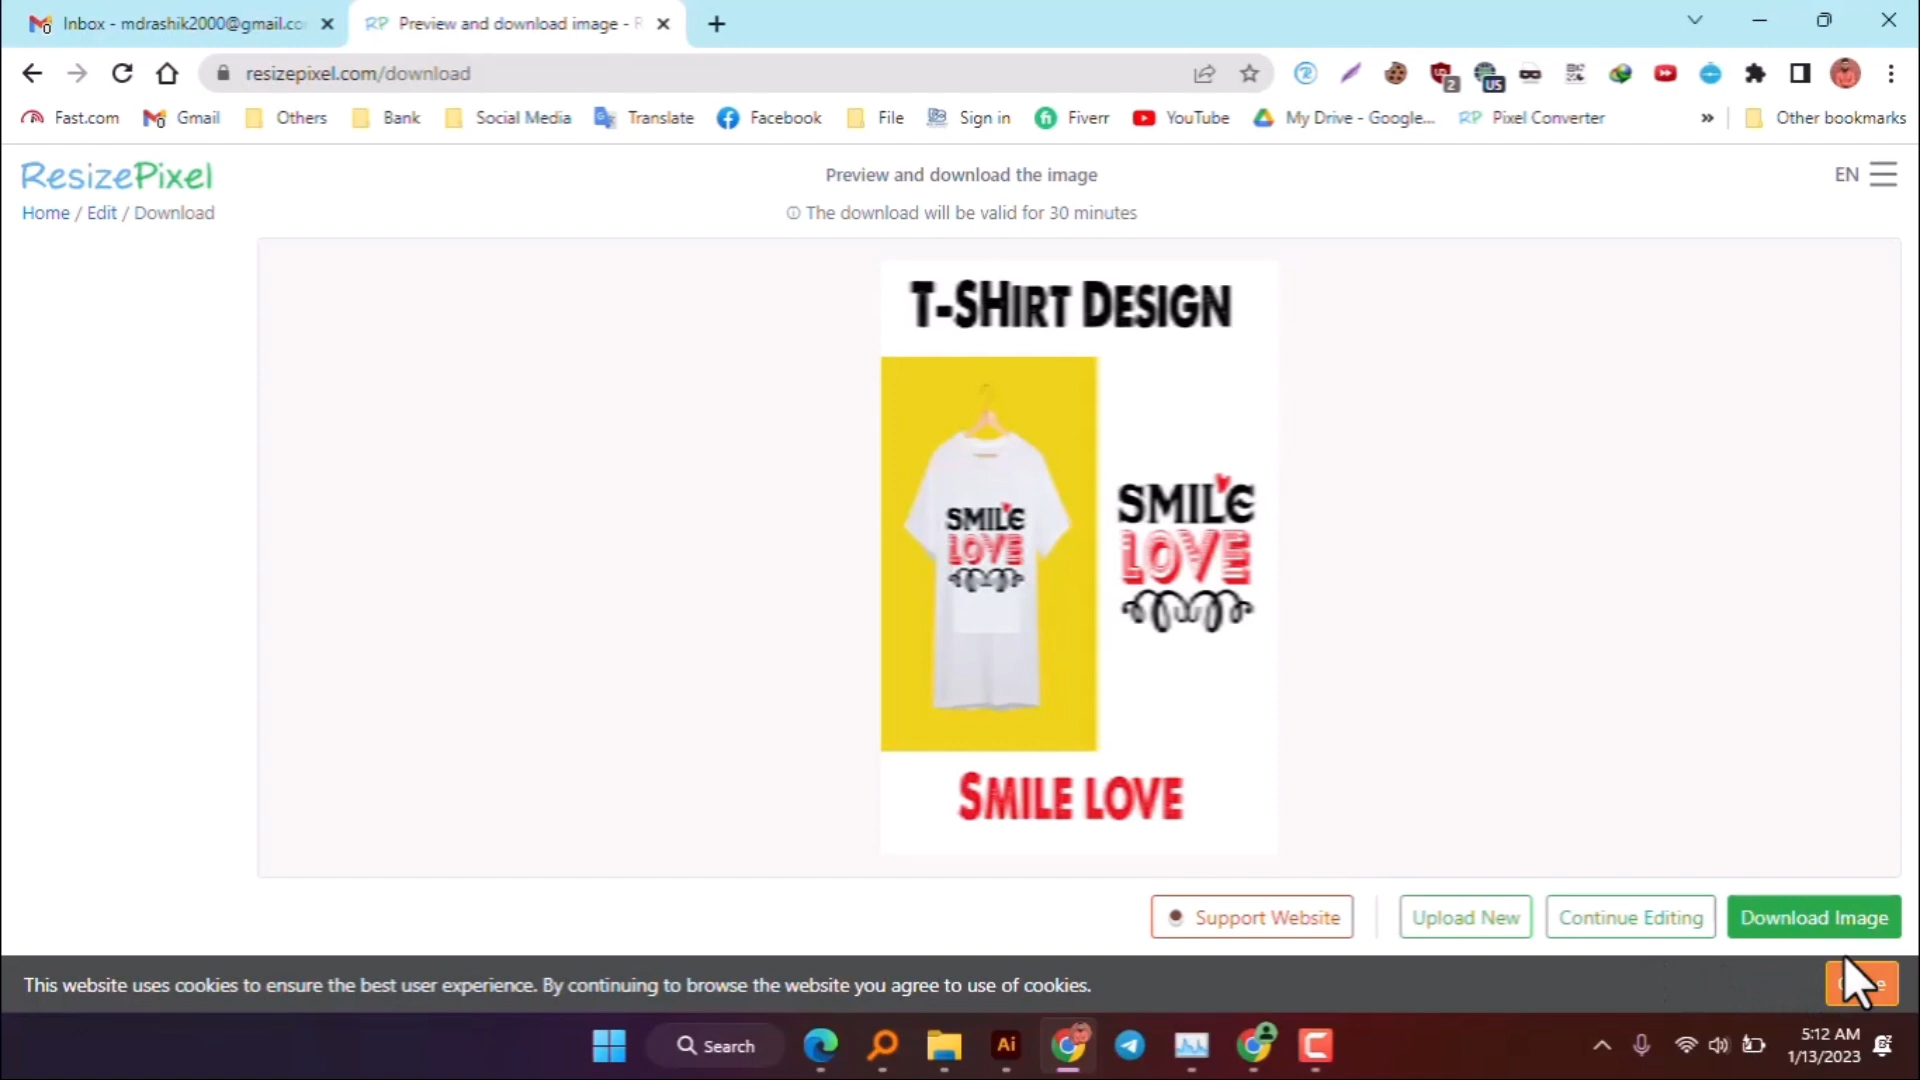 Inbox - mdrashik2000@gmail.co
RP Preview and download image - R
resizepixel.com/download
2
US
Fast.com
Gmail
Others
Bank
Social Media
Translate
Facebook
File
Sign in
Fiverr
YouTube
My Drive - Google...
RP Pixel Converter
»
Other bookmarks
ResizePixel
Preview and download the image
EN
Home / Edit / Download
The download will be valid for 30 minutes
T-SHIRT DESIGN
SMILE
LOVE
SMILE
LOVE
SMILE LOVE
Support Website
Upload New
Continue Editing
Download Image
This website uses cookies to ensure the best user experience. By continuing to browse the website you agree to use of cookies.
Search
Ai
5:12 AM
1/13/2023